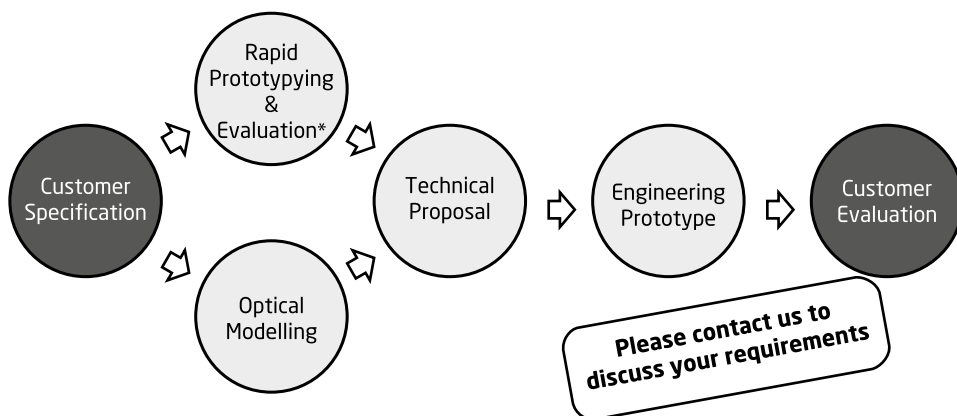 Customer
Specification
Rapid
Prototypying
&
Evaluation*
Optical
Modelling
Technical
Proposal
Engineering
Prototype
Customer
Evaluation
Please contact us to
discuss your requirements